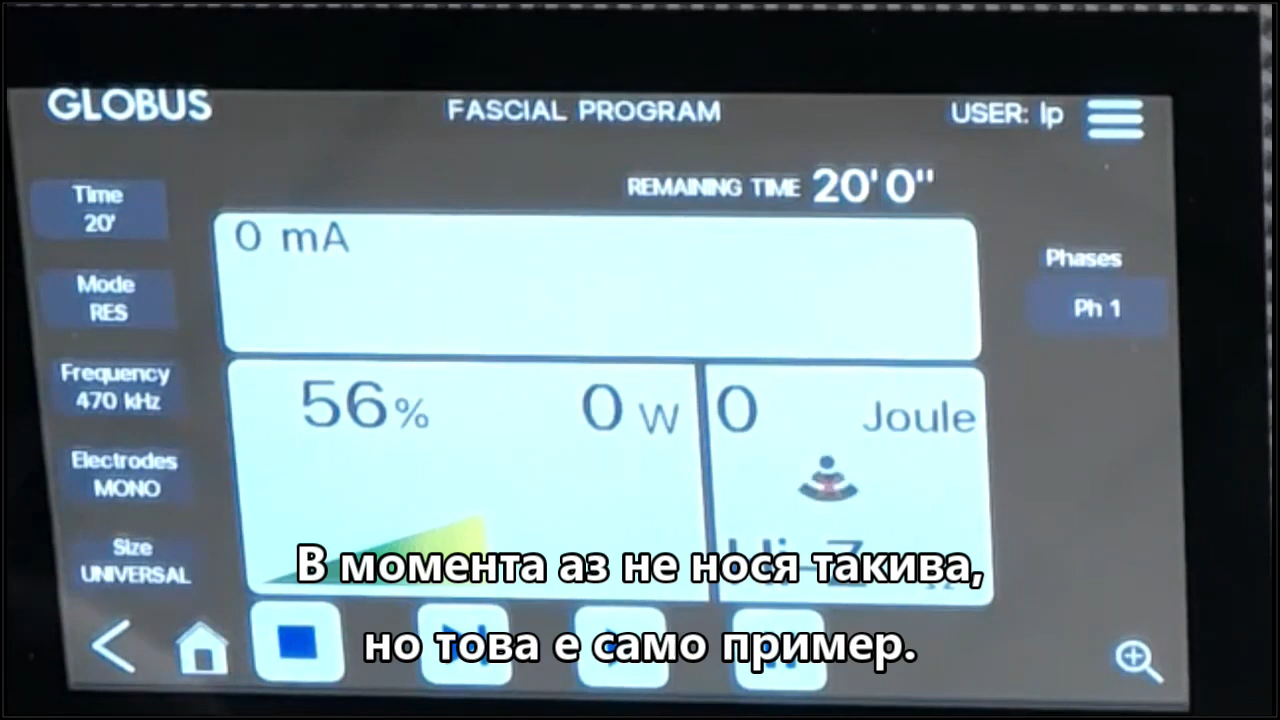 GLOBUS
FASCIAL PROGRAM
USER: lp
REMAINING TIME 20' 0"
Time
20'
0 mA
Phases
Ph 1
Mode
RES
Frequency
470 kHz
56%
0 W
0 Joule
Electrodes
MONO
Size
UNIVERSAL
В момента аз не нося такива,
но това е само пример.